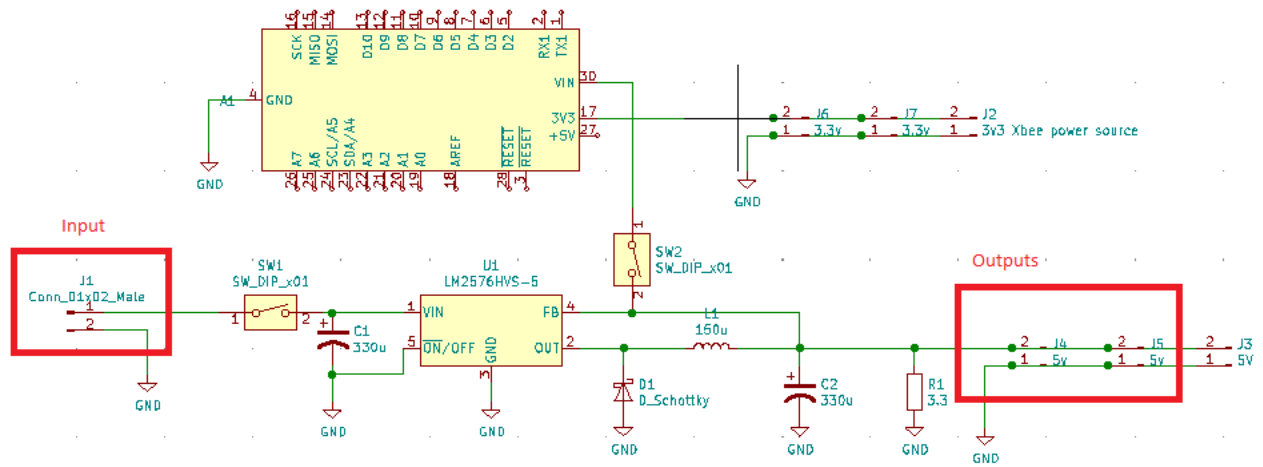 16 15 14 13 12 11 10 9 8 7 6 5 2 1
SCK MISO MOSI D10 D9 D8 D7 D6 D5 D4 D3 D2 RX1 TX1
VIN 30
A1 4 GND
3V3 17
+5V 27
A7 A6 SCL/A5 SDA/A4 A3 A2 A1 A0 AREF RESET RESET
26 25 24 23 22 21 20 19 18 28 3
GND
2 J6 2 J7 2 J2
1 3.3v 1 3.3v 1 3v3 Xbee power source
GND
Input
J1
Conn_01x02_Male
1
2
GND
SW1
SW_DIP_x01
1 2
C1
330u
GND
U1
LM2576HVS-5
1 VIN FB 4
5 ON/OFF GND OUT 2
3
GND
1
SW2
SW_DIP_x01
2
L1
150u
D1
D_Schottky
GND
C2
330u
GND
R1
3.3
GND
Outputs
2 J4 2 J5 2 J3
1 5v 1 5v 1 5V
GND